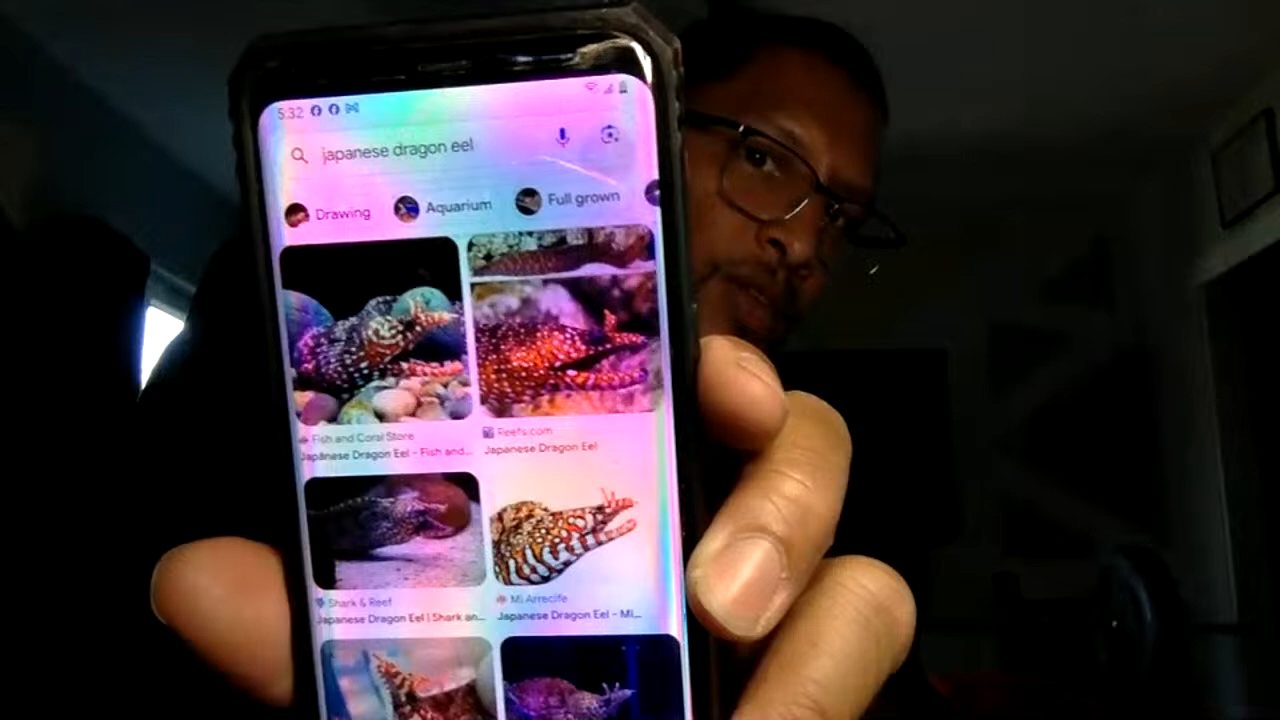 5:32
japanese dragon eel
Drawing
Aquarium
Full grown
Fish and Coral Store
Japanese Dragon Eel - Fish and...
Reefs.com
Japanese Dragon Eel
Shark & Reef
Japanese Dragon Eel | Shark an...
Mi Arrecife
Japanese Dragon Eel - Mi...